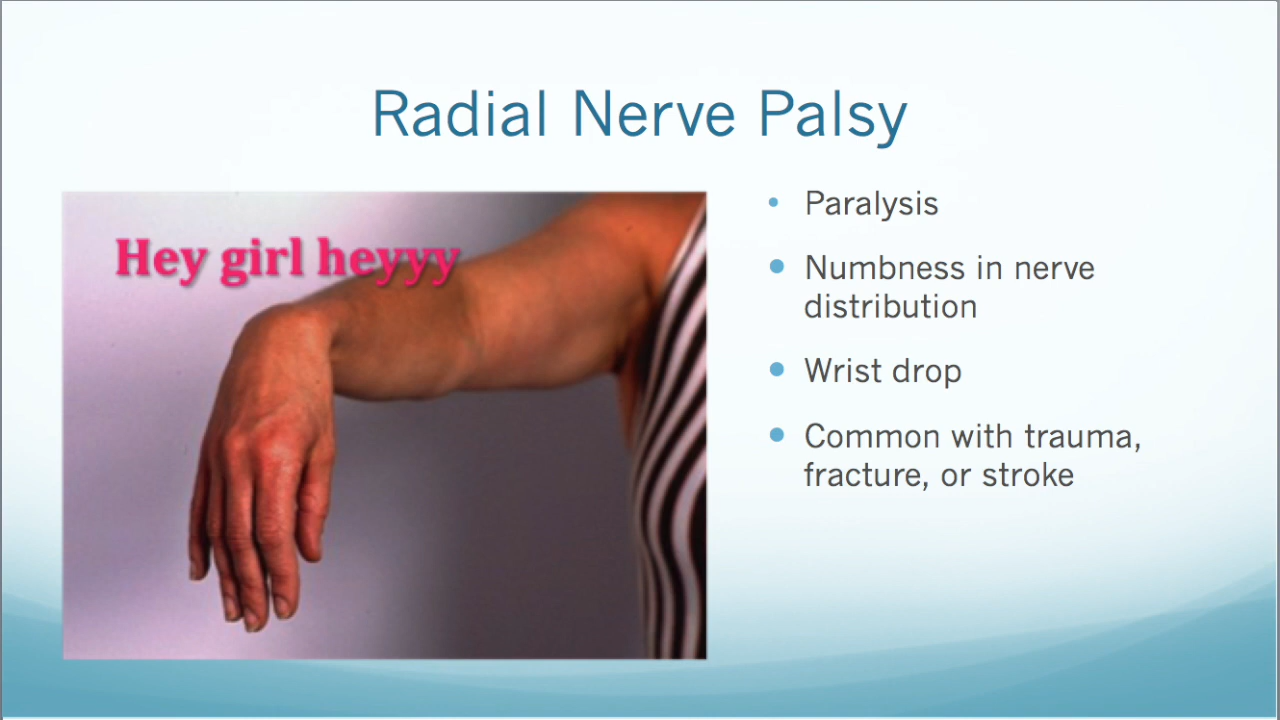 Radial Nerve Palsy
Hey girl heyyy
• Paralysis
• Numbness in nerve
distribution
• Wrist drop
• Common with trauma,
fracture, or stroke